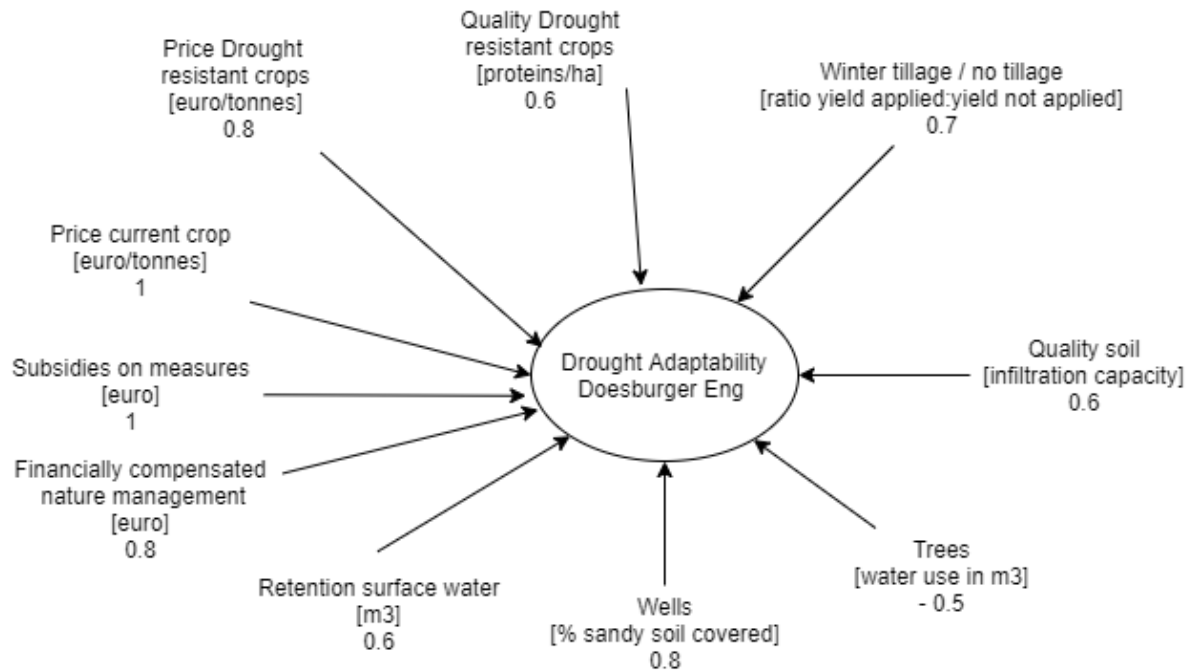 Price Drought
resistant crops
[euro/tonnes]
0.8
Quality Drought
resistant crops
[proteins/ha]
0.6
Winter tillage / no tillage
[ratio yield applied:yield not applied]
0.7
Price current crop
[euro/tonnes]
1
Subsidies on measures
[euro]
1
Financially compensated
nature management
[euro]
0.8
Drought Adaptability
Doesburger Eng
Quality soil
[infiltration capacity]
0.6
Retention surface water
[m3]
0.6
Wells
[% sandy soil covered]
0.8
Trees
[water use in m3]
- 0.5